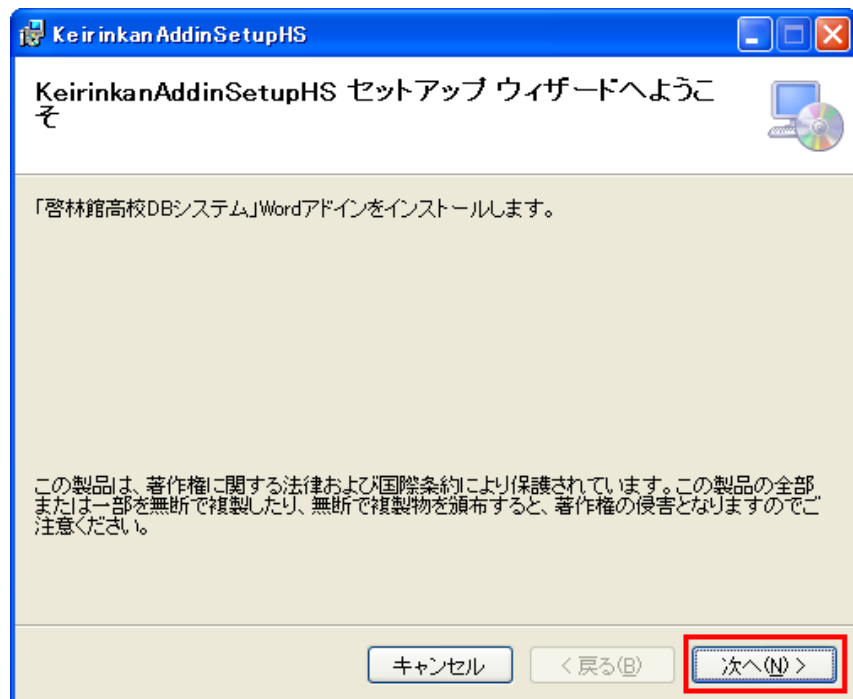 KeirinkanAddinSetupHS
KeirinkanAddinSetupHS セットアップ ウィザードへようこ
そ
「啓林館高校DBシステム」Wordアドインをインストールします。
この製品は、著作権に関する法律および国際条約により保護されています。この製品の全部
または一部を無断で複製したり、無断で複製物を頒布すると、著作権の侵害となりますのでご
注意ください。
キャンセル
< 戻る(B)
次へ(N) >